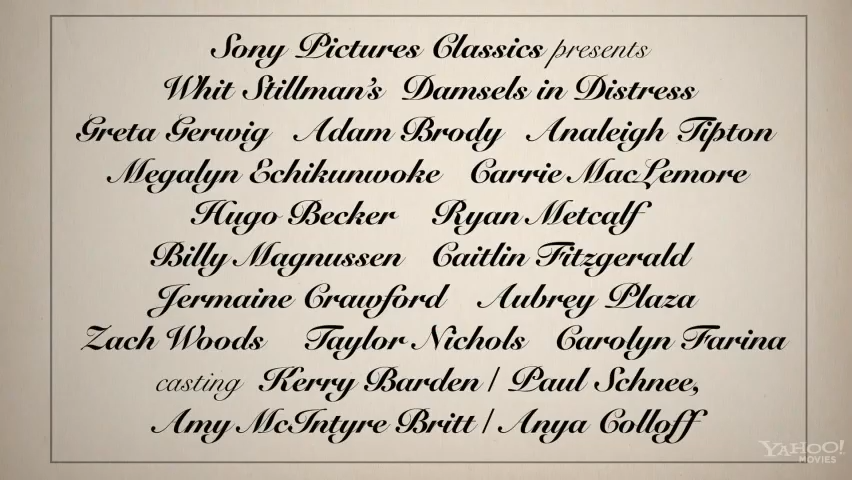 Sony Pictures Classics presents
Whit Stillman's Damsels in Distress
Greta Gerwig Adam Brody Analeigh Tipton
Megalyn Echikunwoke Carrie MacLemore
Hugo Becker Ryan Metcalf
Billy Magnussen Caitlin Fitzgerald
Jermaine Crawford Aubrey Plaza
Zach Woods Taylor Nichols Carolyn Farina
casting Kerry Barden / Paul Schnee,
Amy McIntyre Britt / Anya Colloff
YAHOO!
MOVIES